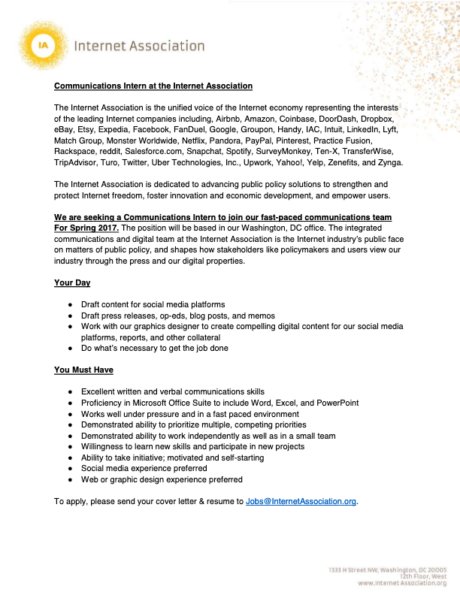 IA Internet Association
Communications Intern at the Internet Association
The Internet Association is the unified voice of the Internet economy representing the interests
of the leading Internet companies including, Airbnb, Amazon, Coinbase, DoorDash, Dropbox,
eBay, Etsy, Expedia, Facebook, FanDuel, Google, Groupon, Handy, IAC, Intuit, LinkedIn, Lyft,
Match Group, Monster Worldwide, Netflix, Pandora, PayPal, Pinterest, Practice Fusion,
Rackspace, reddit, Salesforce.com, Snapchat, Spotify, SurveyMonkey, Ten-X, TransferWise,
TripAdvisor, Turo, Twitter, Uber Technologies, Inc., Upwork, Yahoo!, Yelp, Zenefits, and Zynga.
The Internet Association is dedicated to advancing public policy solutions to strengthen and
protect Internet freedom, foster innovation and economic development, and empower users.
We are seeking a Communications Intern to join our fast-paced communications team
For Spring 2017. The position will be based in our Washington, DC office. The integrated
communications and digital team at the Internet Association is the Internet industry's public face
on matters of public policy, and shapes how stakeholders like policymakers and users view our
industry through the press and our digital properties.
Your Day
● Draft content for social media platforms
● Draft press releases, op-eds, blog posts, and memos
● Work with our graphics designer to create compelling digital content for our social media
platforms, reports, and other collateral
● Do what's necessary to get the job done
You Must Have
● Excellent written and verbal communications skills
● Proficiency in Microsoft Office Suite to include Word, Excel, and PowerPoint
● Works well under pressure and in a fast paced environment
● Demonstrated ability to prioritize multiple, competing priorities
● Demonstrated ability to work independently as well as in a small team
● Willingness to learn new skills and participate in new projects
● Ability to take initiative; motivated and self-starting
● Social media experience preferred
● Web or graphic design experience preferred
To apply, please send your cover letter & resume to Jobs@InternetAssociation.org.
1333 H Street NW, Washington, DC 20005
12th Floor, West
www.internetassociation.org